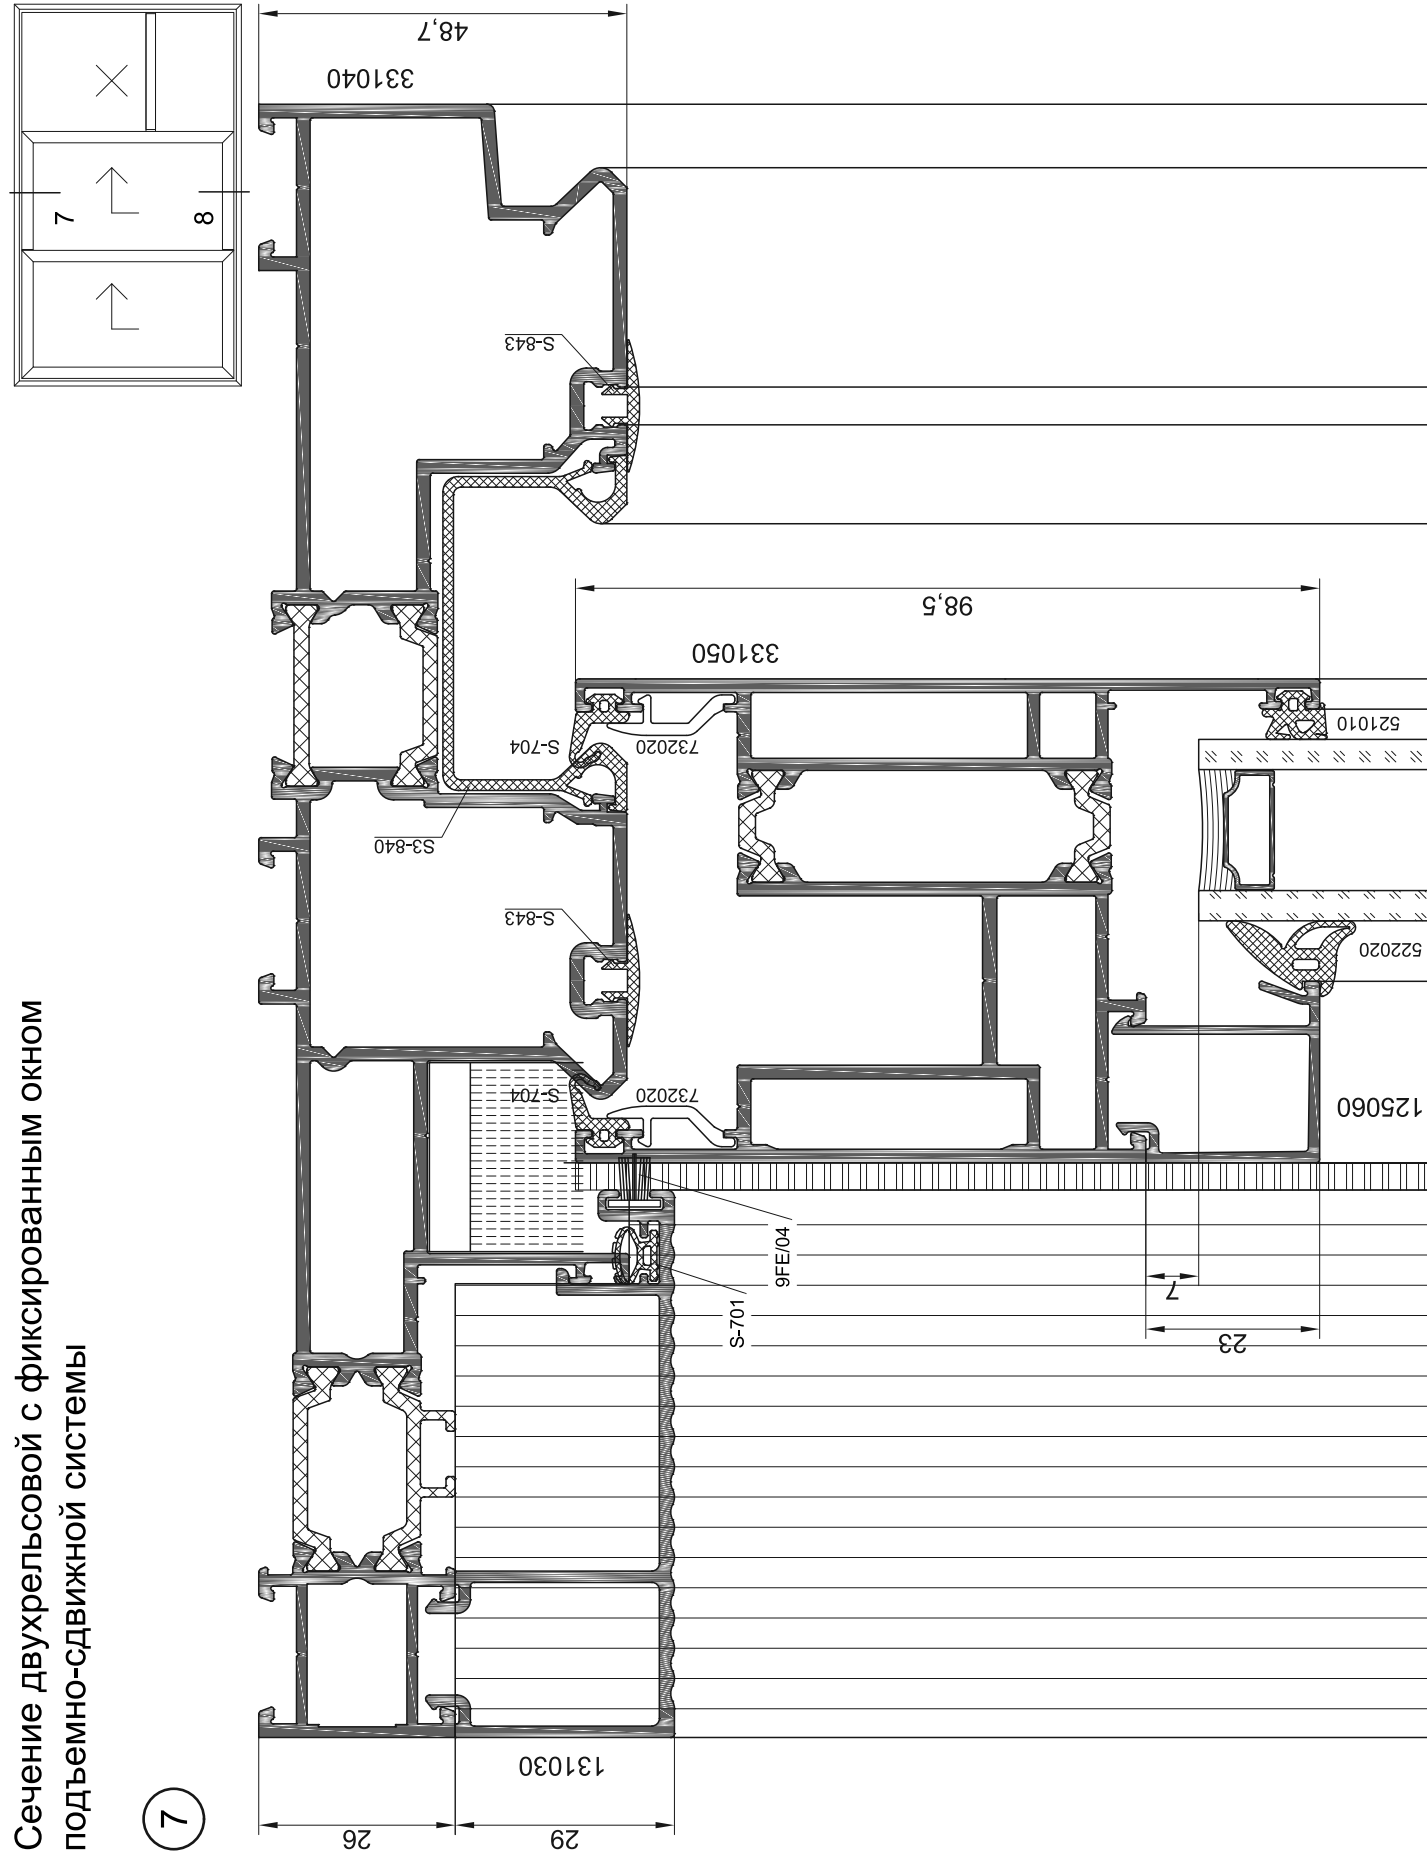 Сечение двухрельсовой с фиксированным окном
подъемно-сдвижной системы
7
7
8
48,7
331040
S-843
98,5
331050
S-704
732020
521010
S3-840
S-843
522020
S-704
732020
125060
9FE/04
S-701
7
23
131030
26
29